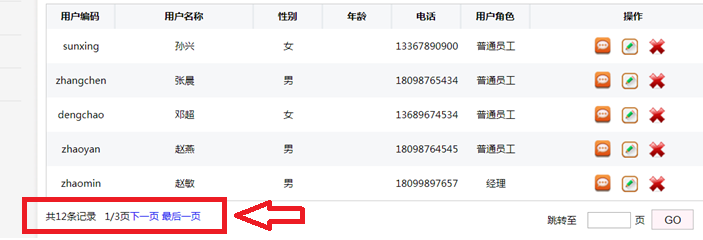 用户编码 用户名称 性别 年龄 电话 用户角色 操作
sunxing 孙兴 女 13367890900 普通员工
zhangchen 张晨 男 18098765434 普通员工
dengchao 邓超 女 13689674534 普通员工
zhaoyan 赵燕 男 18098764545 普通员工
zhaomin 赵敏 男 18099897657 经理
共12条记录 1/3页下一页 最后一页 跳转至 页 GO